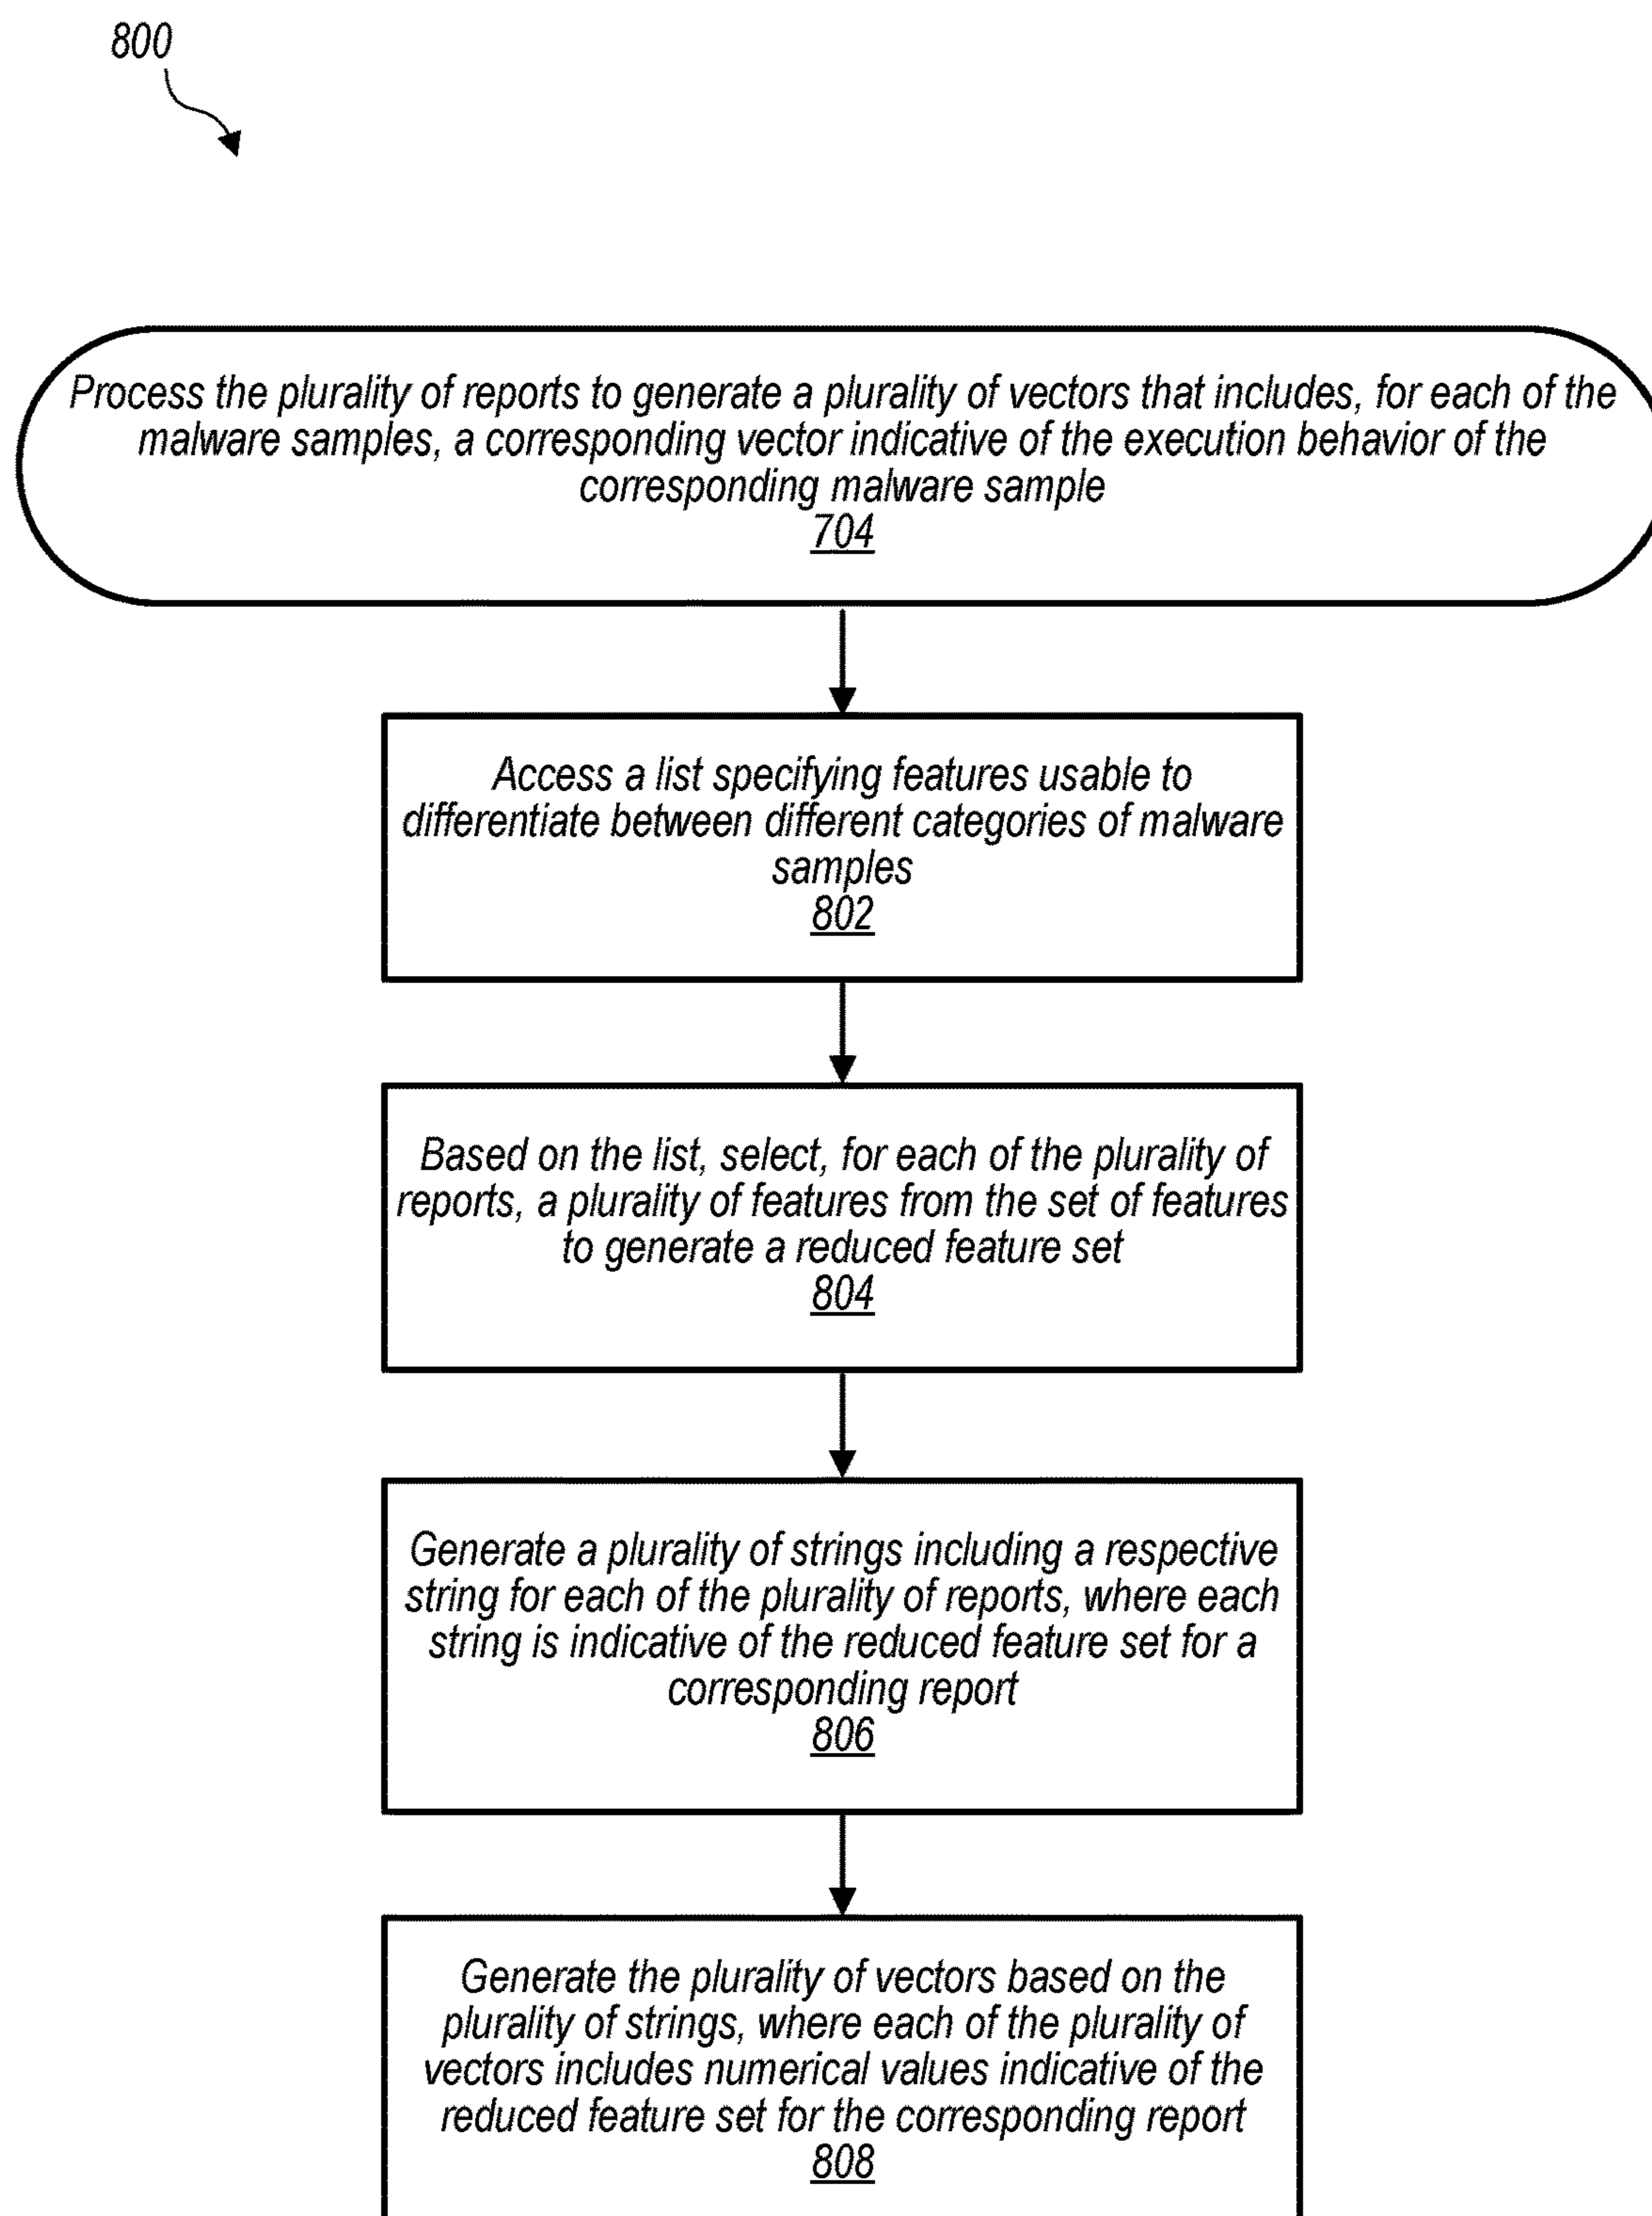 800
Process the plurality of reports to generate a plurality of vectors that includes, for each of the
malware samples, a corresponding vector indicative of the execution behavior of the
corresponding malware sample
704
Access a list specifying features usable to
differentiate between different categories of malware
samples
802
Based on the list, select, for each of the plurality of
reports, a plurality of features from the set of features
to generate a reduced feature set
804
Generate a plurality of strings including a respective
string for each of the plurality of reports, where each
string is indicative of the reduced feature set for a
corresponding report
806
Generate the plurality of vectors based on the
plurality of strings, where each of the plurality of
vectors includes numerical values indicative of the
reduced feature set for the corresponding report
808